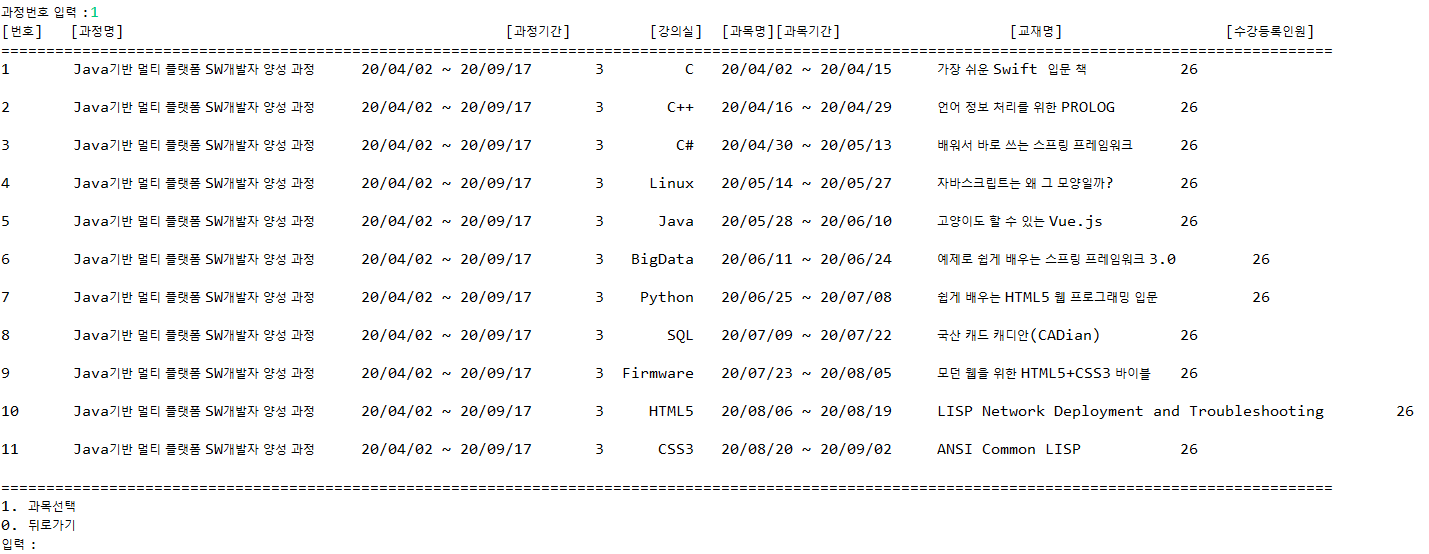 과정번호 입력 :1
[번호] [과정명] [과정기간] [강의실] [과목명][과목기간] [교재명] [수강등록인원]
====================================================================================================================================================
1 Java기반 멀티 플랫폼 SW개발자 양성 과정 20/04/02 ~ 20/09/17 3 C 20/04/02 ~ 20/04/15 가장 쉬운 Swift 입문 책 26
2 Java기반 멀티 플랫폼 SW개발자 양성 과정 20/04/02 ~ 20/09/17 3 C++ 20/04/16 ~ 20/04/29 언어 정보 처리를 위한 PROLOG 26
3 Java기반 멀티 플랫폼 SW개발자 양성 과정 20/04/02 ~ 20/09/17 3 C# 20/04/30 ~ 20/05/13 배워서 바로 쓰는 스프링 프레임워크 26
4 Java기반 멀티 플랫폼 SW개발자 양성 과정 20/04/02 ~ 20/09/17 3 Linux 20/05/14 ~ 20/05/27 자바스크립트는 왜 그 모양일까? 26
5 Java기반 멀티 플랫폼 SW개발자 양성 과정 20/04/02 ~ 20/09/17 3 Java 20/05/28 ~ 20/06/10 고양이도 할 수 있는 Vue.js 26
6 Java기반 멀티 플랫폼 SW개발자 양성 과정 20/04/02 ~ 20/09/17 3 BigData 20/06/11 ~ 20/06/24 예제로 쉽게 배우는 스프링 프레임워크 3.0 26
7 Java기반 멀티 플랫폼 SW개발자 양성 과정 20/04/02 ~ 20/09/17 3 Python 20/06/25 ~ 20/07/08 쉽게 배우는 HTML5 웹 프로그래밍 입문 26
8 Java기반 멀티 플랫폼 SW개발자 양성 과정 20/04/02 ~ 20/09/17 3 SQL 20/07/09 ~ 20/07/22 국산 캐드 캐디안(CADian) 26
9 Java기반 멀티 플랫폼 SW개발자 양성 과정 20/04/02 ~ 20/09/17 3 Firmware 20/07/23 ~ 20/08/05 모던 웹을 위한 HTML5+CSS3 바이블 26
10 Java기반 멀티 플랫폼 SW개발자 양성 과정 20/04/02 ~ 20/09/17 3 HTML5 20/08/06 ~ 20/08/19 LISP Network Deployment and Troubleshooting 26
11 Java기반 멀티 플랫폼 SW개발자 양성 과정 20/04/02 ~ 20/09/17 3 CSS3 20/08/20 ~ 20/09/02 ANSI Common LISP 26
====================================================================================================================================================
1. 과목선택
0. 뒤로가기
입력 :